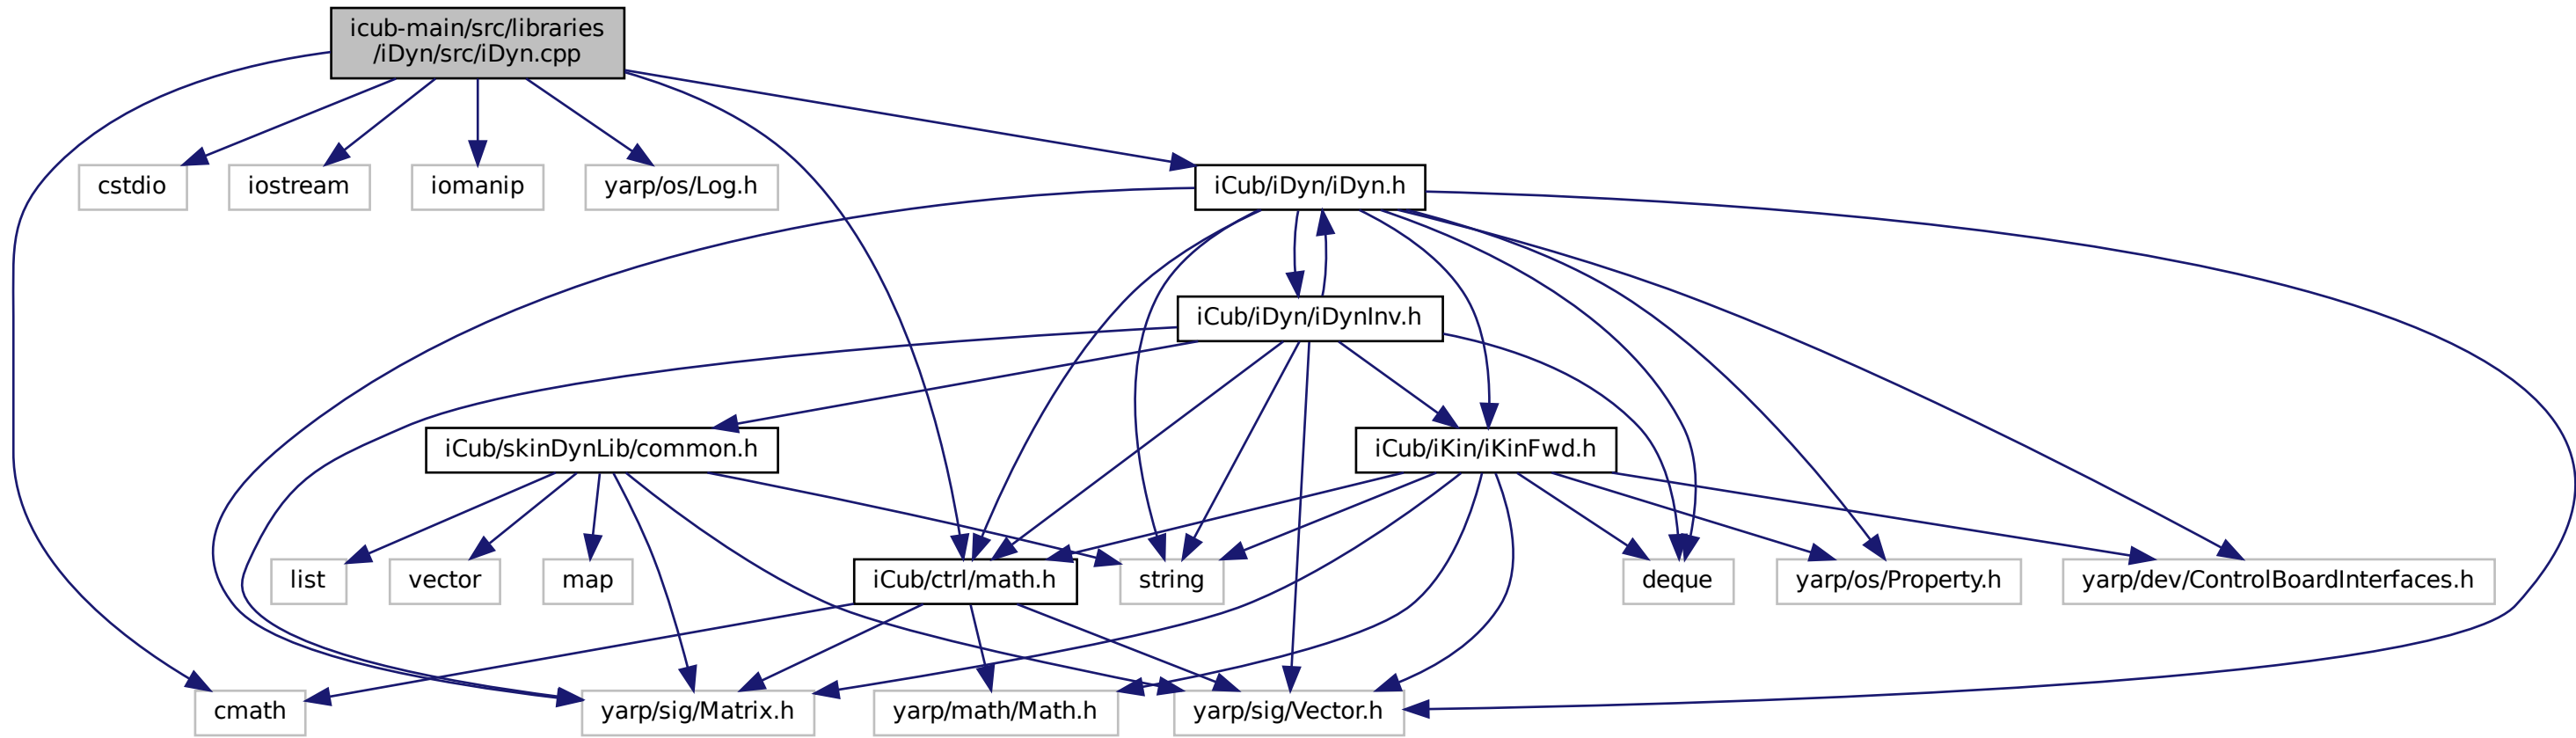 icub-main/src/libraries
/iDyn/src/iDyn.cpp
cstdio
iostream
iomanip
yarp/os/Log.h
iCub/iDyn/iDyn.h
iCub/iDyn/iDynInv.h
iCub/skinDynLib/common.h
iCub/iKin/iKinFwd.h
list
vector
map
iCub/ctrl/math.h
string
deque
yarp/os/Property.h
yarp/dev/ControlBoardInterfaces.h
cmath
yarp/sig/Matrix.h
yarp/math/Math.h
yarp/sig/Vector.h